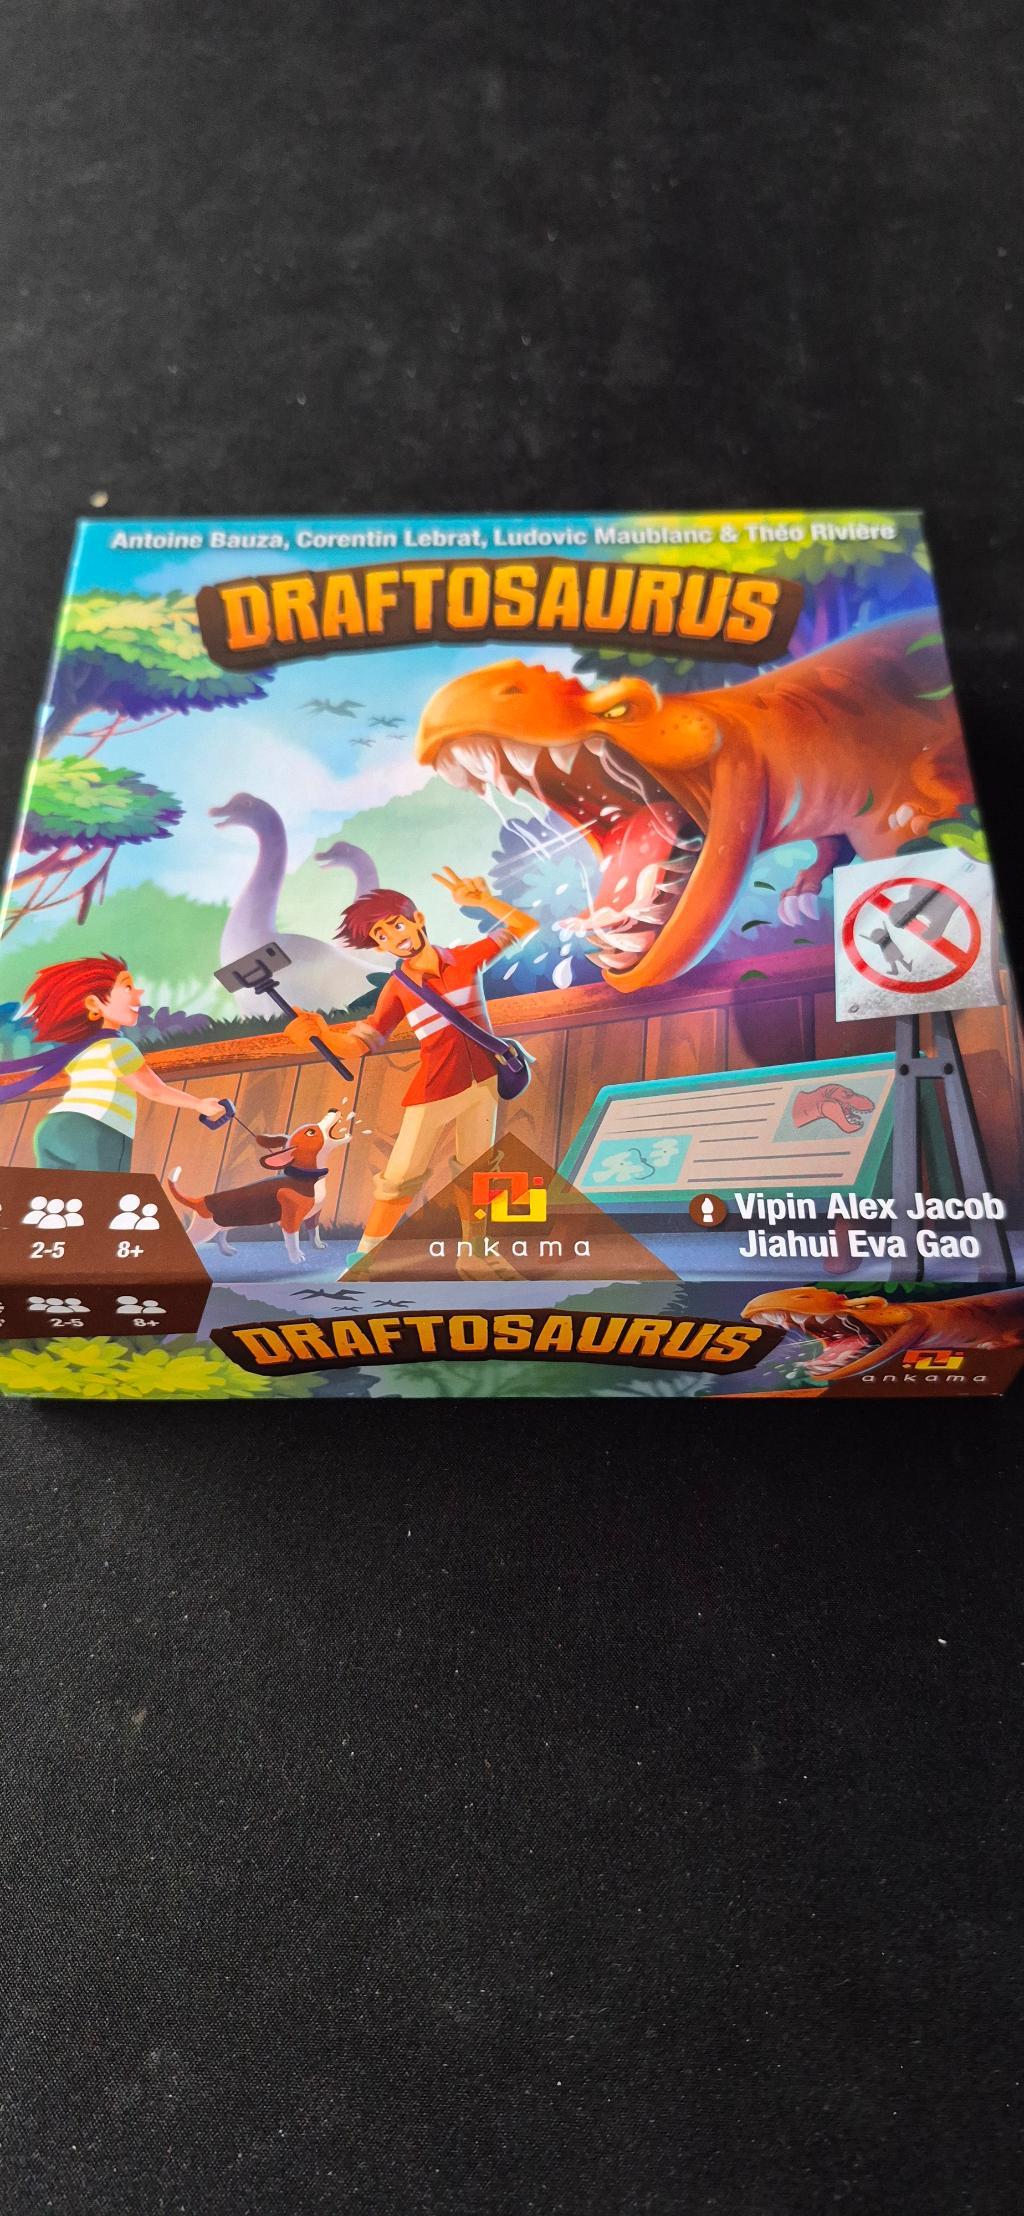 Antoine Bauza, Corentin Lebrat, Ludovic Maublanc & Théo Rivière
DRAFTOSAURUS
2-5 8+
ankama
Vipin Alex Jacob
Jiahui Eva Gao
2-5 8+
DRAFTOSAURUS
ankama